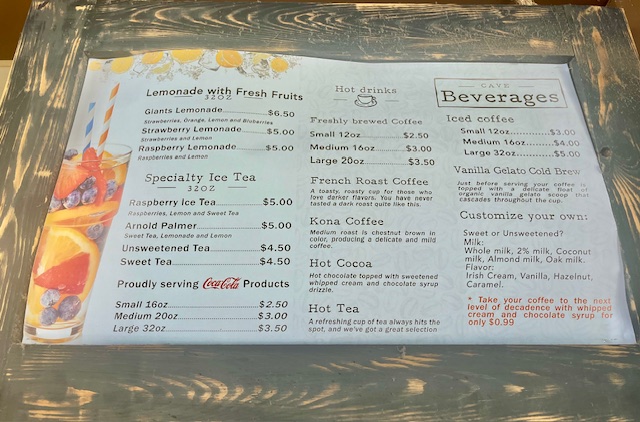 Lemonade with Fresh Fruits
32OZ
Giants Lemonade $6.50
Strawberries, Orange, Lemon and Bluberries
Strawberry Lemonade $5.00
Strawberries and Lemon
Raspberry Lemonade $5.00
Raspberries and Lemon
Specialty Ice Tea
32OZ
Raspberry Ice Tea $5.00
Raspberries, Lemon and Sweet Tea
Arnold Palmer $5.00
Sweet Tea, Lemonade and Lemon
Unsweetened Tea $4.50
Sweet Tea $4.50
Proudly serving Coca-Cola Products
Small 16oz $2.50
Medium 20oz $3.00
Large 32oz $3.50
Hot drinks
Freshly brewed Coffee
Small 12oz $2.50
Medium 16oz $3.00
Large 20oz $3.50
French Roast Coffee
A toasty, roasty cup for those who
love darker flavors. You have never
tasted a dark roast quite like this.
Kona Coffee
Medium roast is chestnut brown in
color, producing a delicate and mild
coffee.
Hot Cocoa
Hot chocolate topped with sweetened
whipped cream and chocolate syrup
drizzle.
Hot Tea
A refreshing cup of tea always hits the
spot, and we've got a great selection
Beverages
Iced coffee
Small 12oz $3.00
Medium 16oz $4.00
Large 32oz $5.00
Vanilla Gelato Cold Brew
Just before serving your coffee is
topped with a delicate float of
organic vanilla gelato scoop that
cascades throughout the cup.
Customize your own:
Sweet or Unsweetened?
Milk:
Whole milk, 2% milk, Coconut
milk, Almond milk, Oak milk.
Flavor:
Irish Cream, Vanilla, Hazelnut,
Caramel.
* Take your coffee to the next
level of decadence with whipped
cream and chocolate syrup for
only $0.99